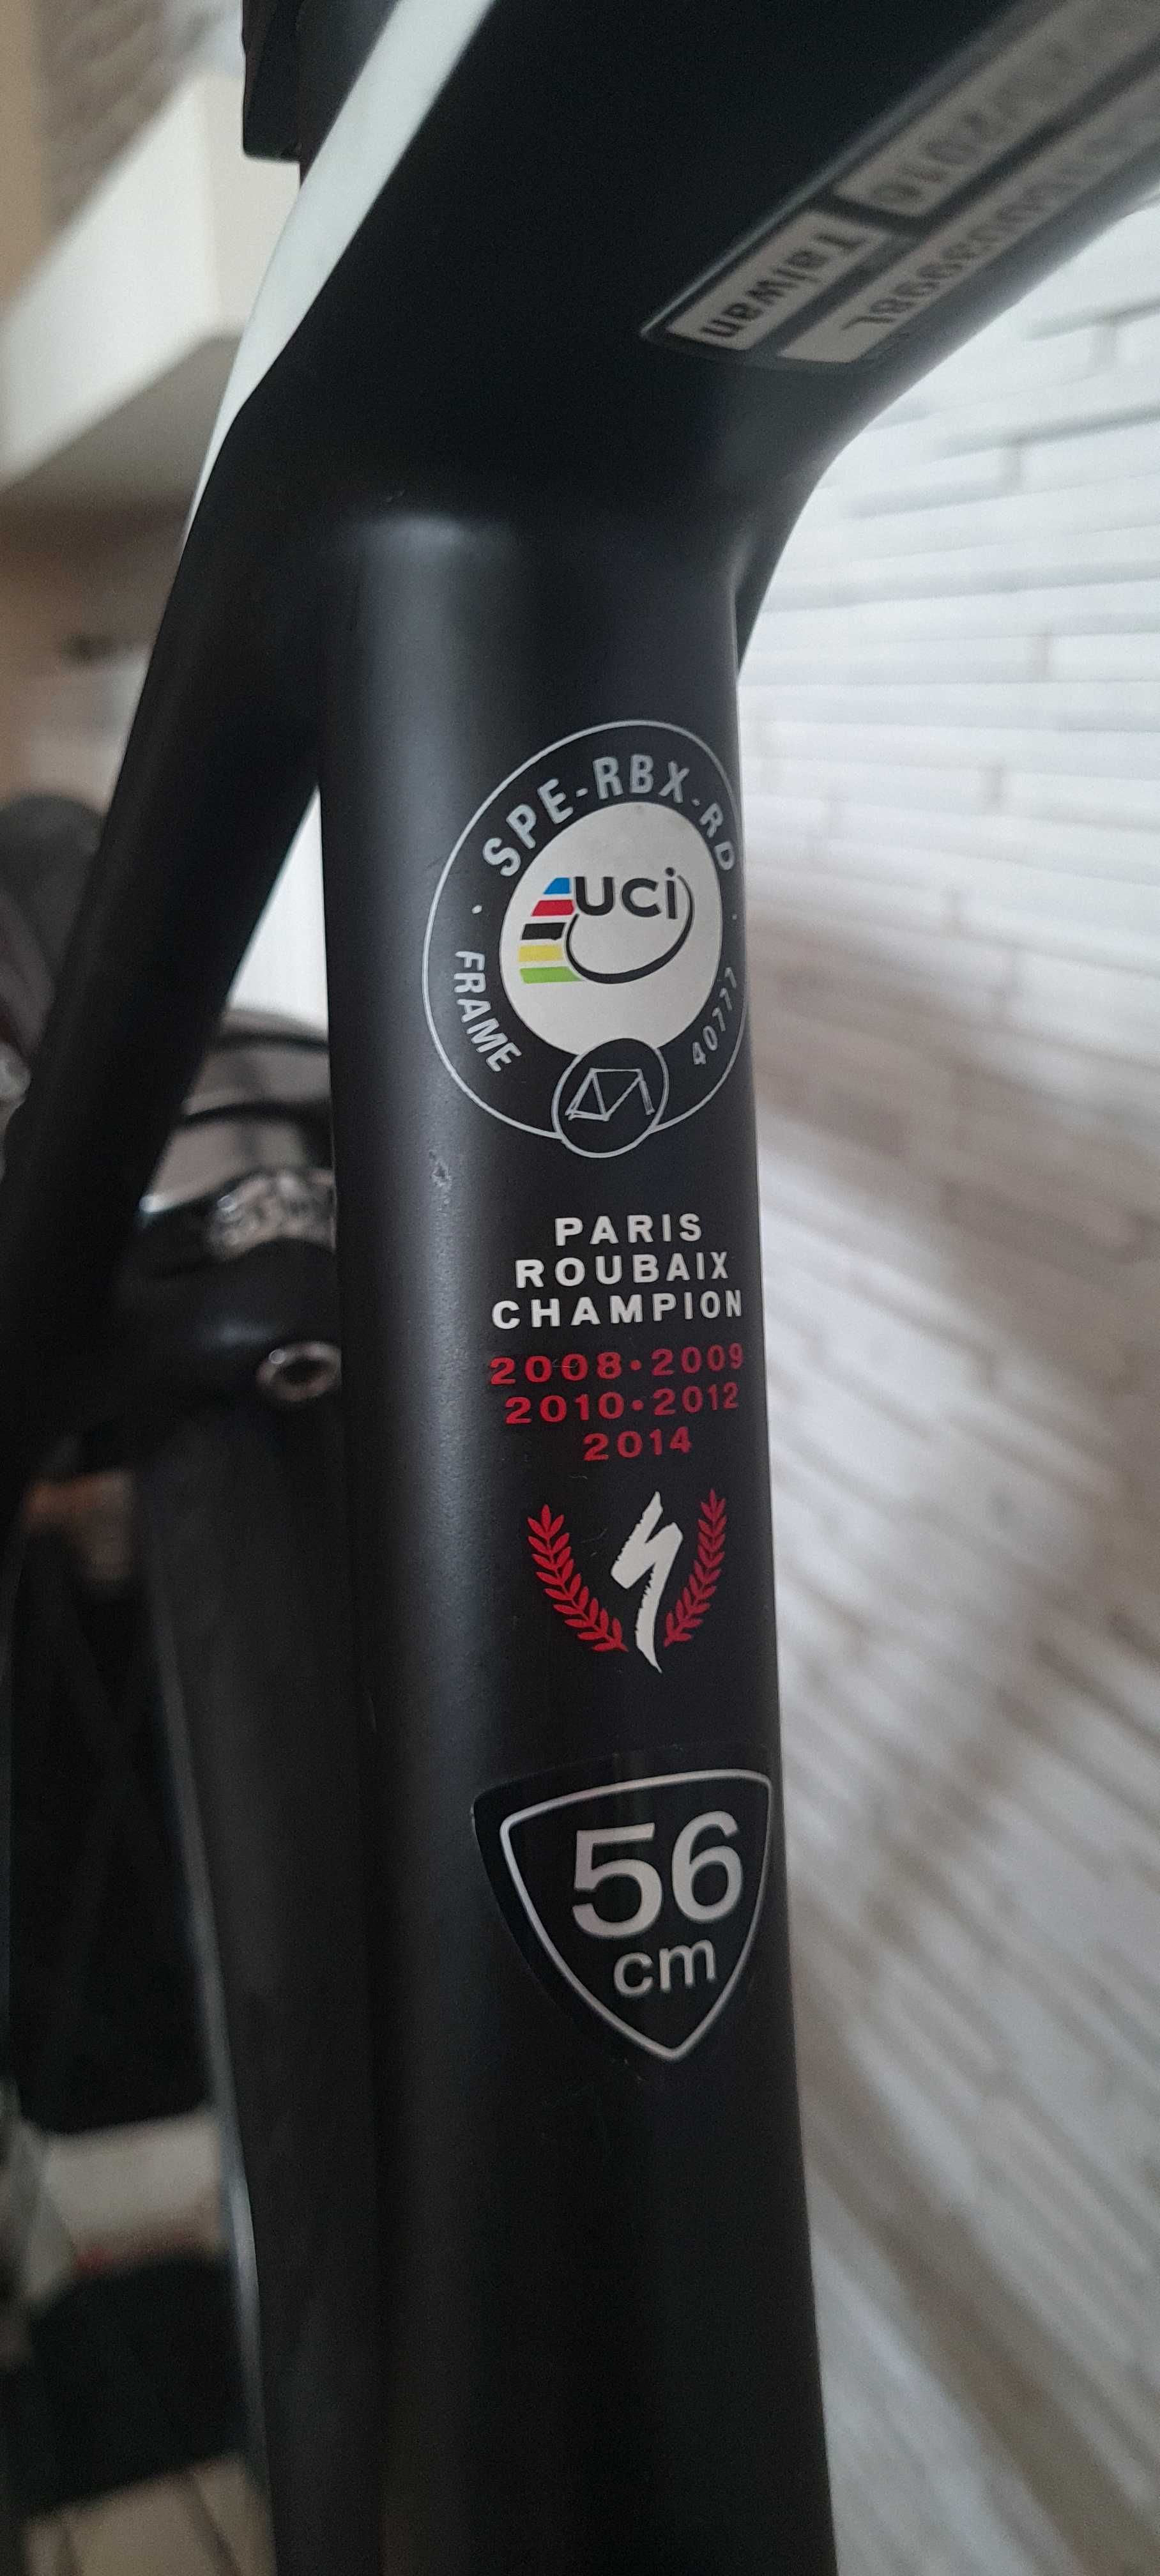 Taiwan
SPE-RBX-RD
UCI
FRAME
40777
PARIS
ROUBAIX
CHAMPION
2008•2009
2010•2012
2014
56
cm